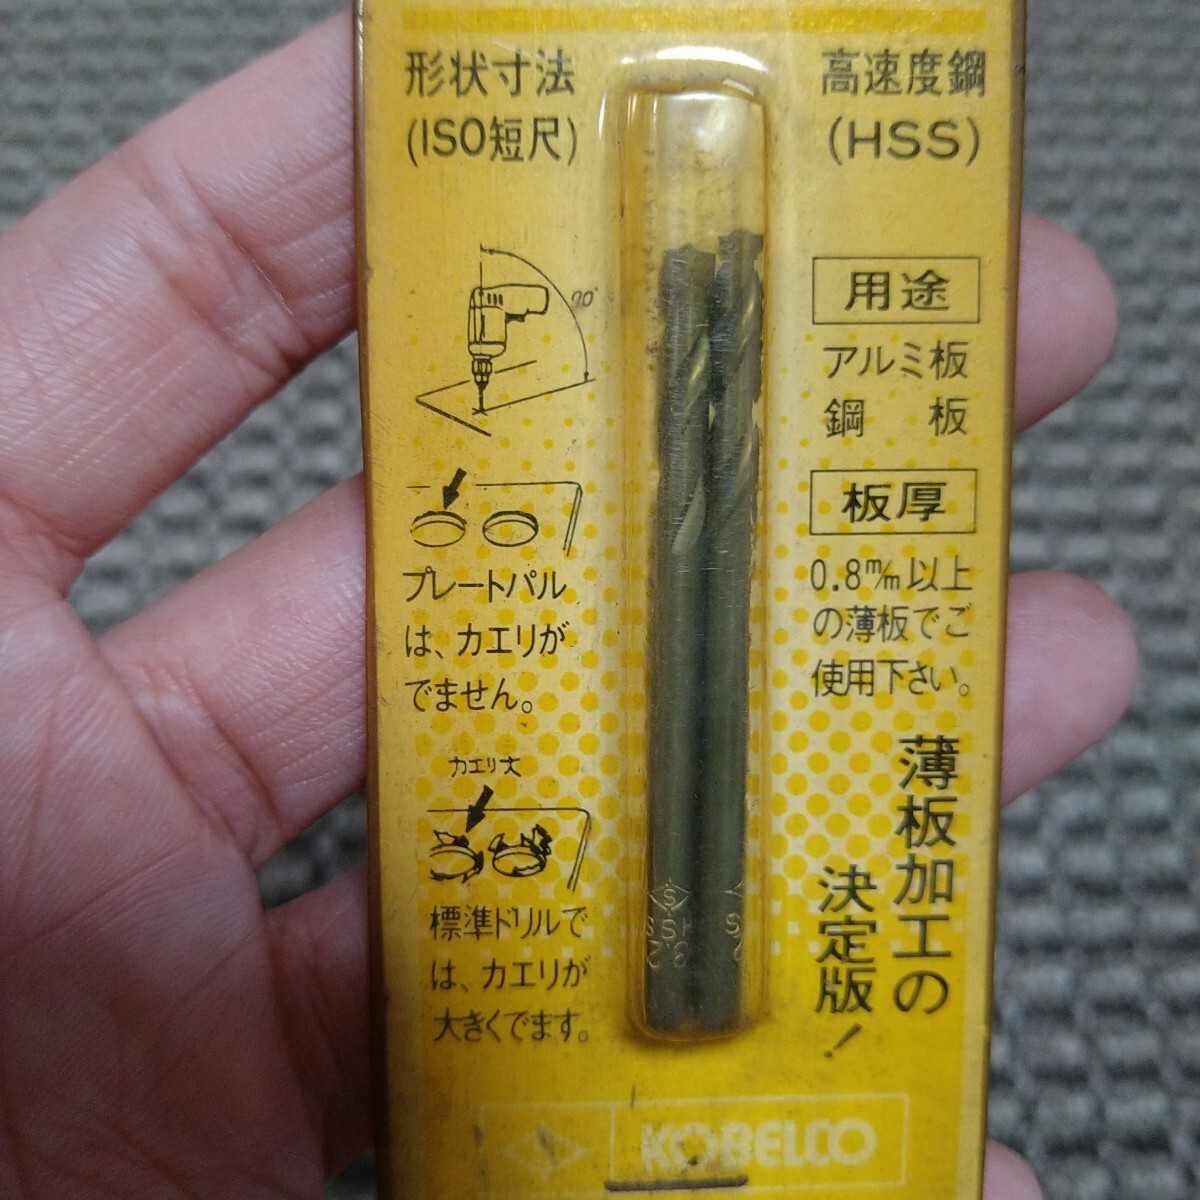 形状寸法
(ISO短尺)
90°
プレートパル
は、カエリが
でません。
カエリ大
標準ドリルで
は、カエリが
大きくでます。
S
高速度鋼
(HSS)
用途
アルミ板
鋼 板
板厚
0.8m/m以上
の薄板でご
使用下さい。
薄板加工の
決定版!
KOBELCO